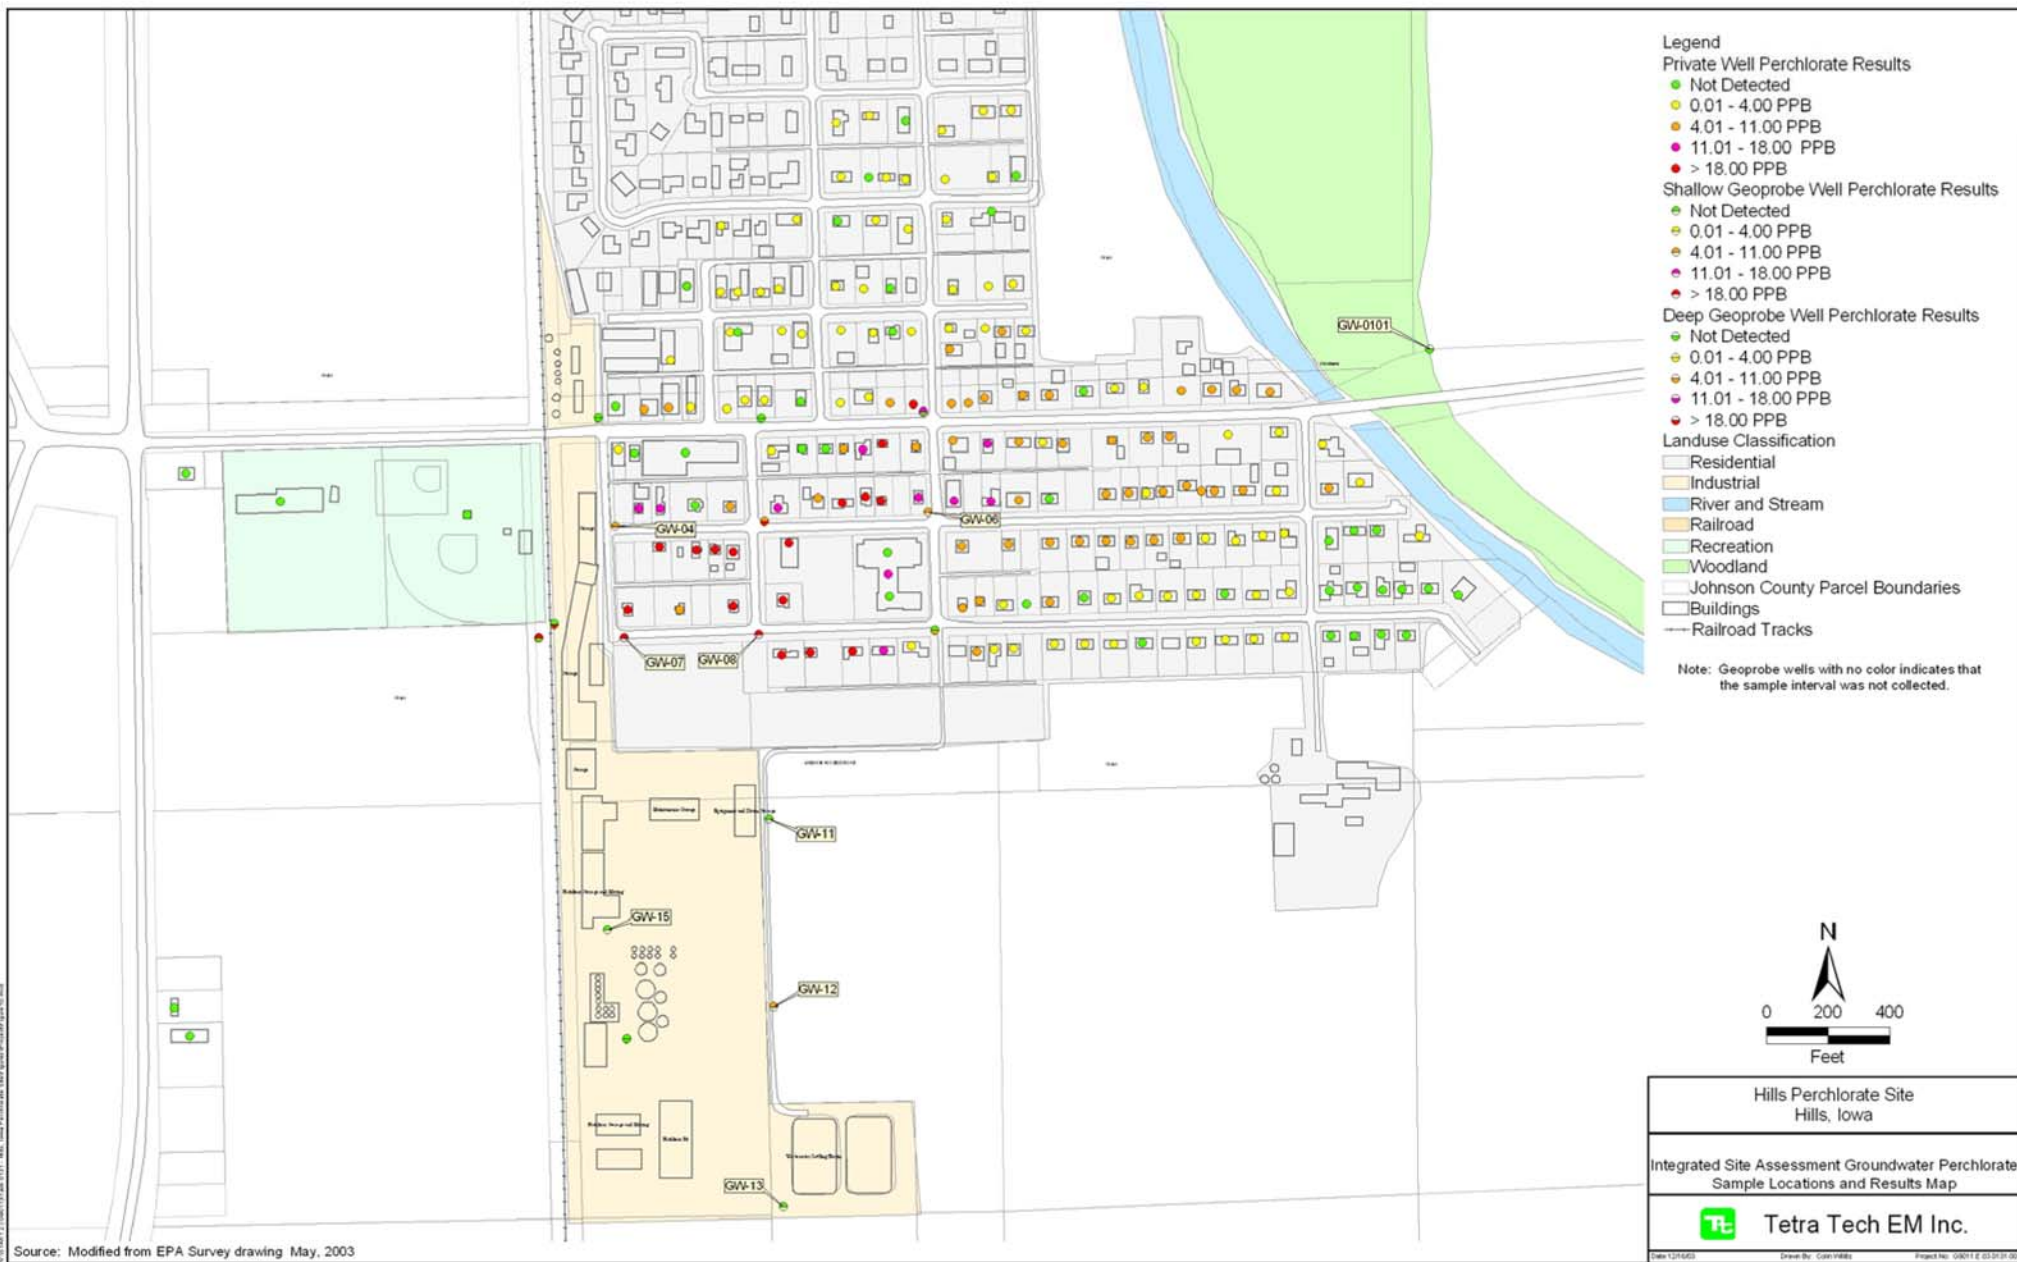 Legend
Private Well Perchlorate Results
Not Detected
0.01 - 4.00 PPB
4.01 - 11.00 PPB
11.01 - 18.00 PPB
> 18.00 PPB
Shallow Geoprobe Well Perchlorate Results
Not Detected
0.01 - 4.00 PPB
4.01 - 11.00 PPB
11.01 - 18.00 PPB
> 18.00 PPB
Deep Geoprobe Well Perchlorate Results
Not Detected
0.01 - 4.00 PPB
4.01 - 11.00 PPB
11.01 - 18.00 PPB
> 18.00 PPB
Landuse Classification
Residential
Industrial
River and Stream
Railroad
Recreation
Woodland
Johnson County Parcel Boundaries
Buildings
Railroad Tracks
Note: Geoprobe wells with no color indicates that
the sample interval was not collected.
GW-0101
GW-04
GW-06
GW-07
GW-08
GW-11
GW-15
GW-12
GW-13
N
0 200 400
Feet
Hills Perchlorate Site
Hills, Iowa
Integrated Site Assessment Groundwater Perchlorate
Sample Locations and Results Map
Tetra Tech EM Inc.
Source: Modified from EPA Survey drawing May, 2003